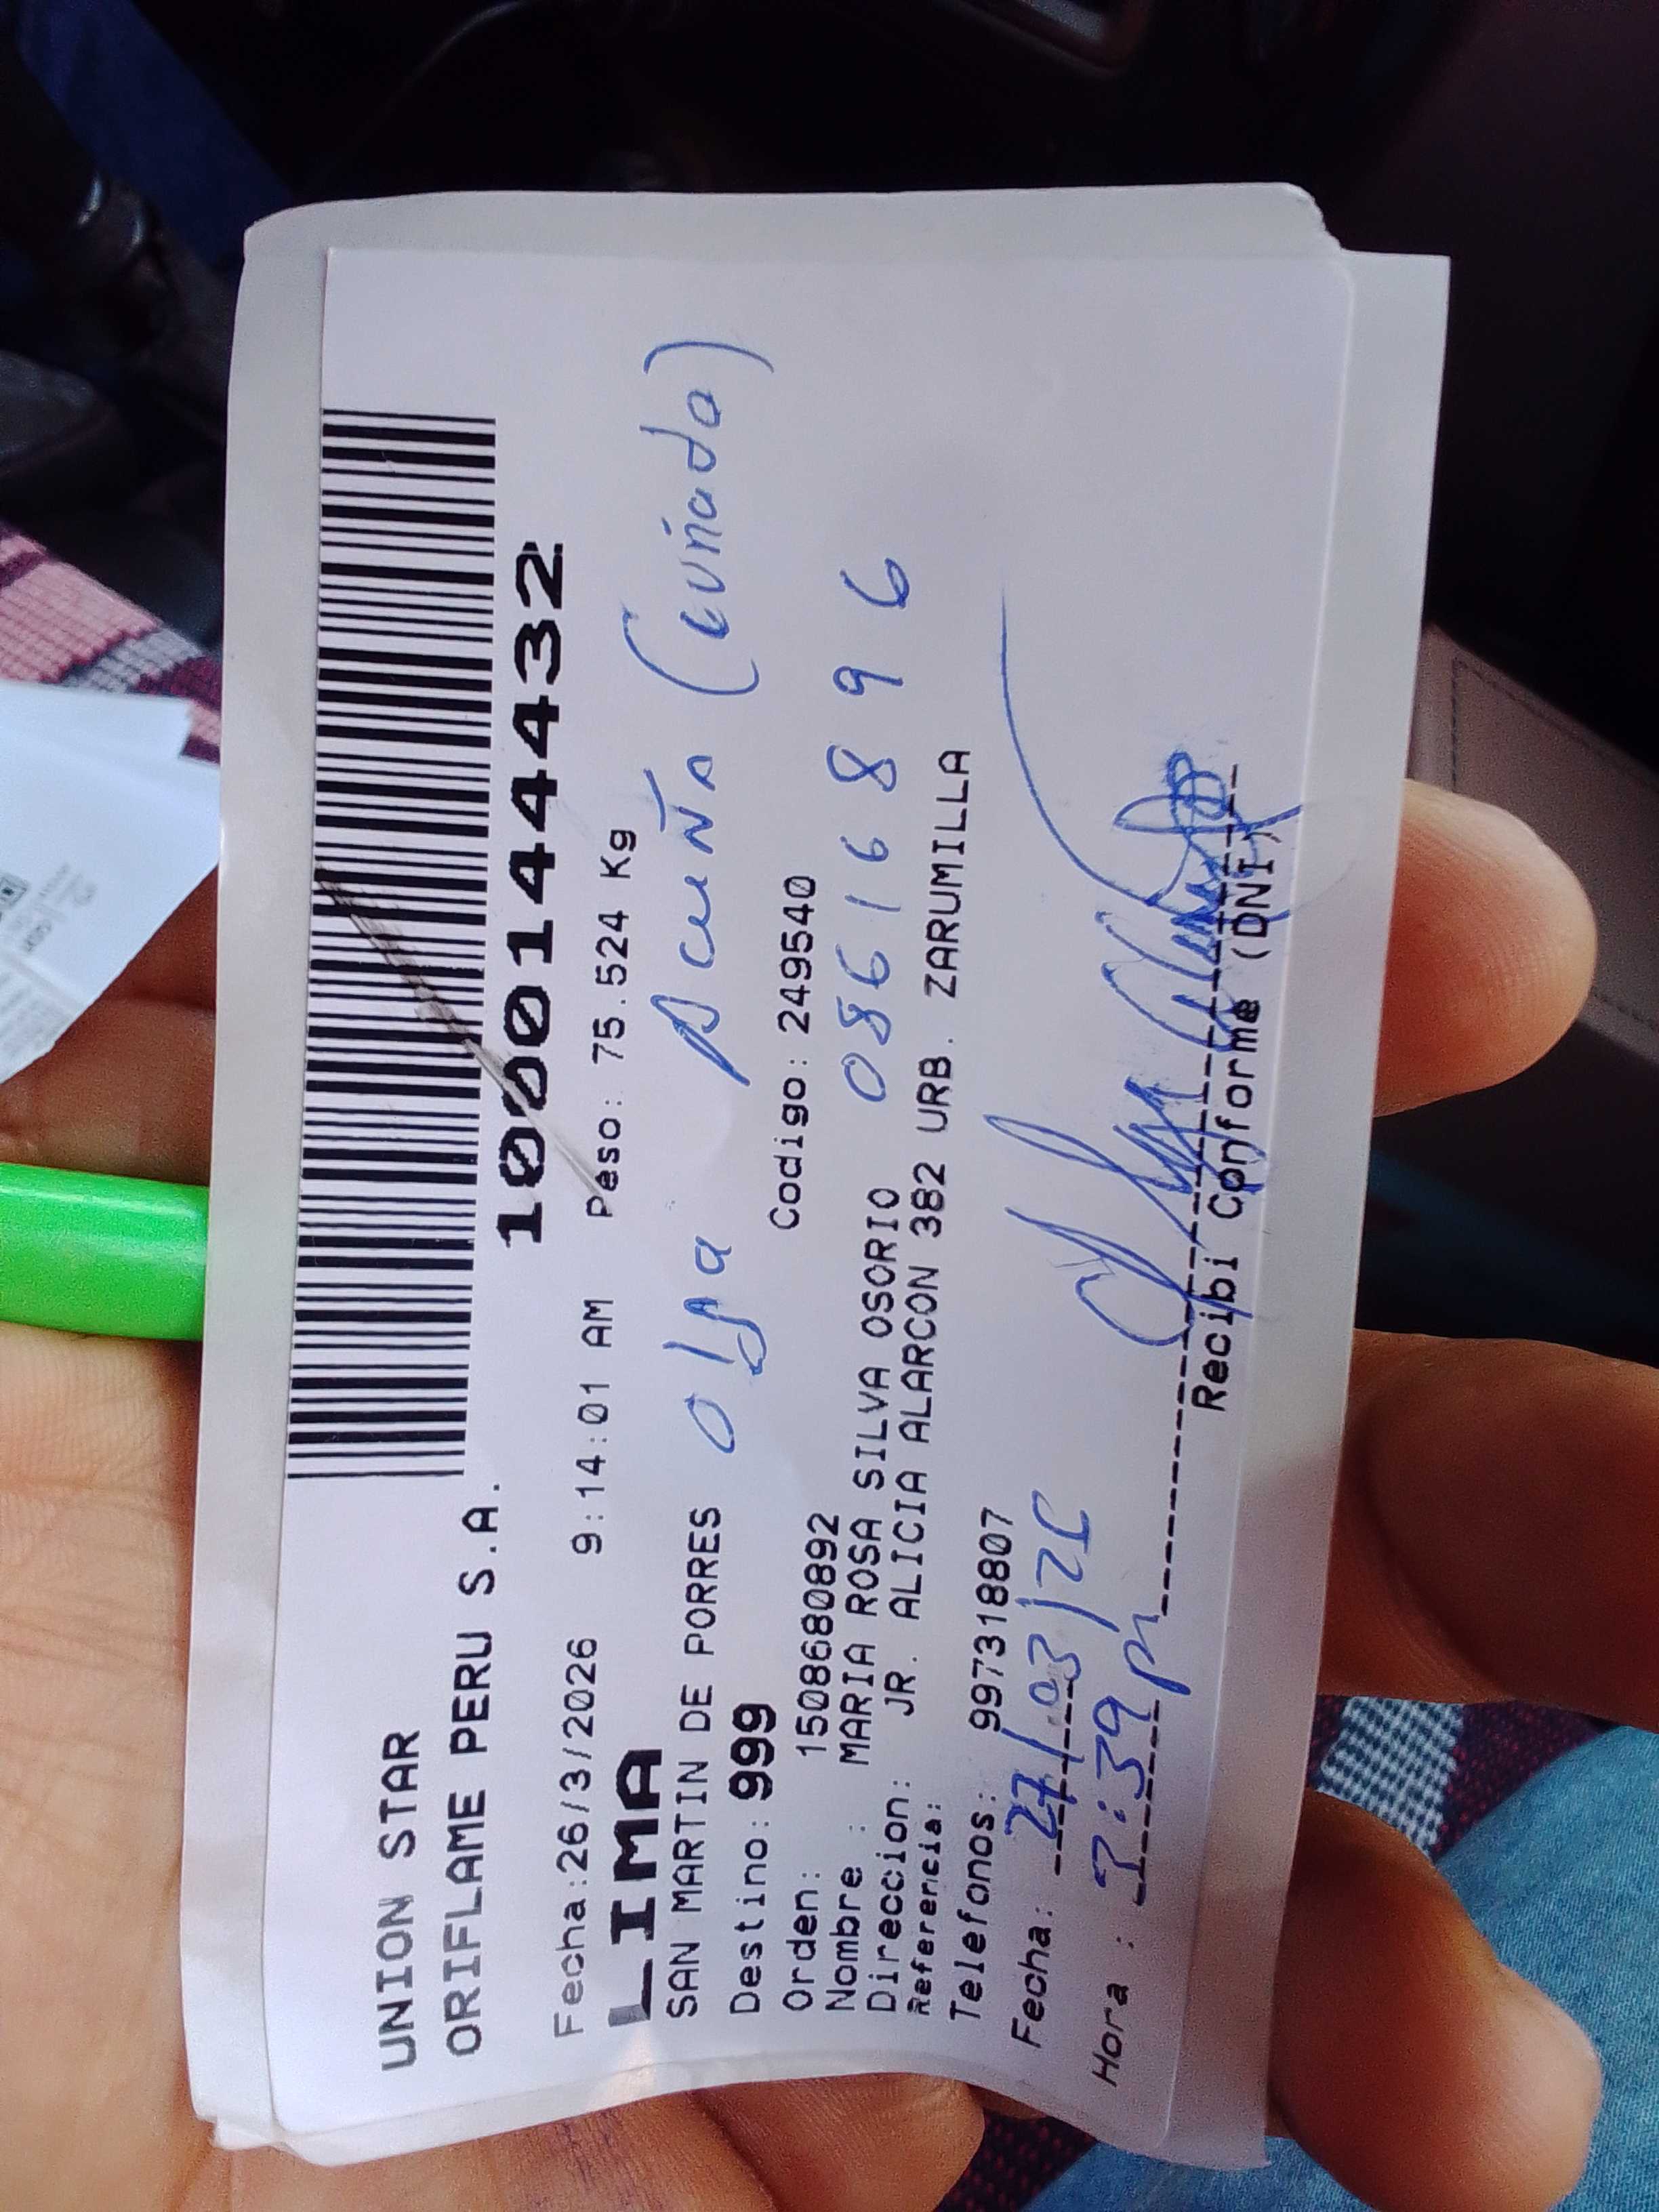 UNION STAR
ORIFLAME PERU S.A.
1000144432
Fecha:26/3/2026 9:14:01 AM Peso: 75.524 Kg
LIMA
SAN MARTIN DE PORRES
Olga Acuña (cuñada)
Destino: 999
Codigo: 249540
Orden: 1508680892
08616896
Nombre : MARIA ROSA SILVA OSORIO
Direccion: JR. ALICIA ALARCON 382 URB. ZARUMILLA
Referencia:
Telefonos: 997318807
Fecha: 27/03/
Hora : :39 pm
Recibi Conforme (DNI)